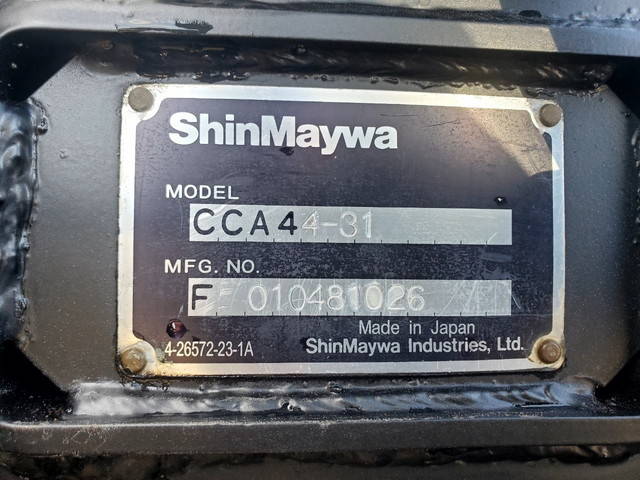 ShinMaywa
MODEL
CCA44-31
MFG. NO.
F 010481026
Made in Japan
4-26572-23-1A ShinMaywa Industries, Ltd.